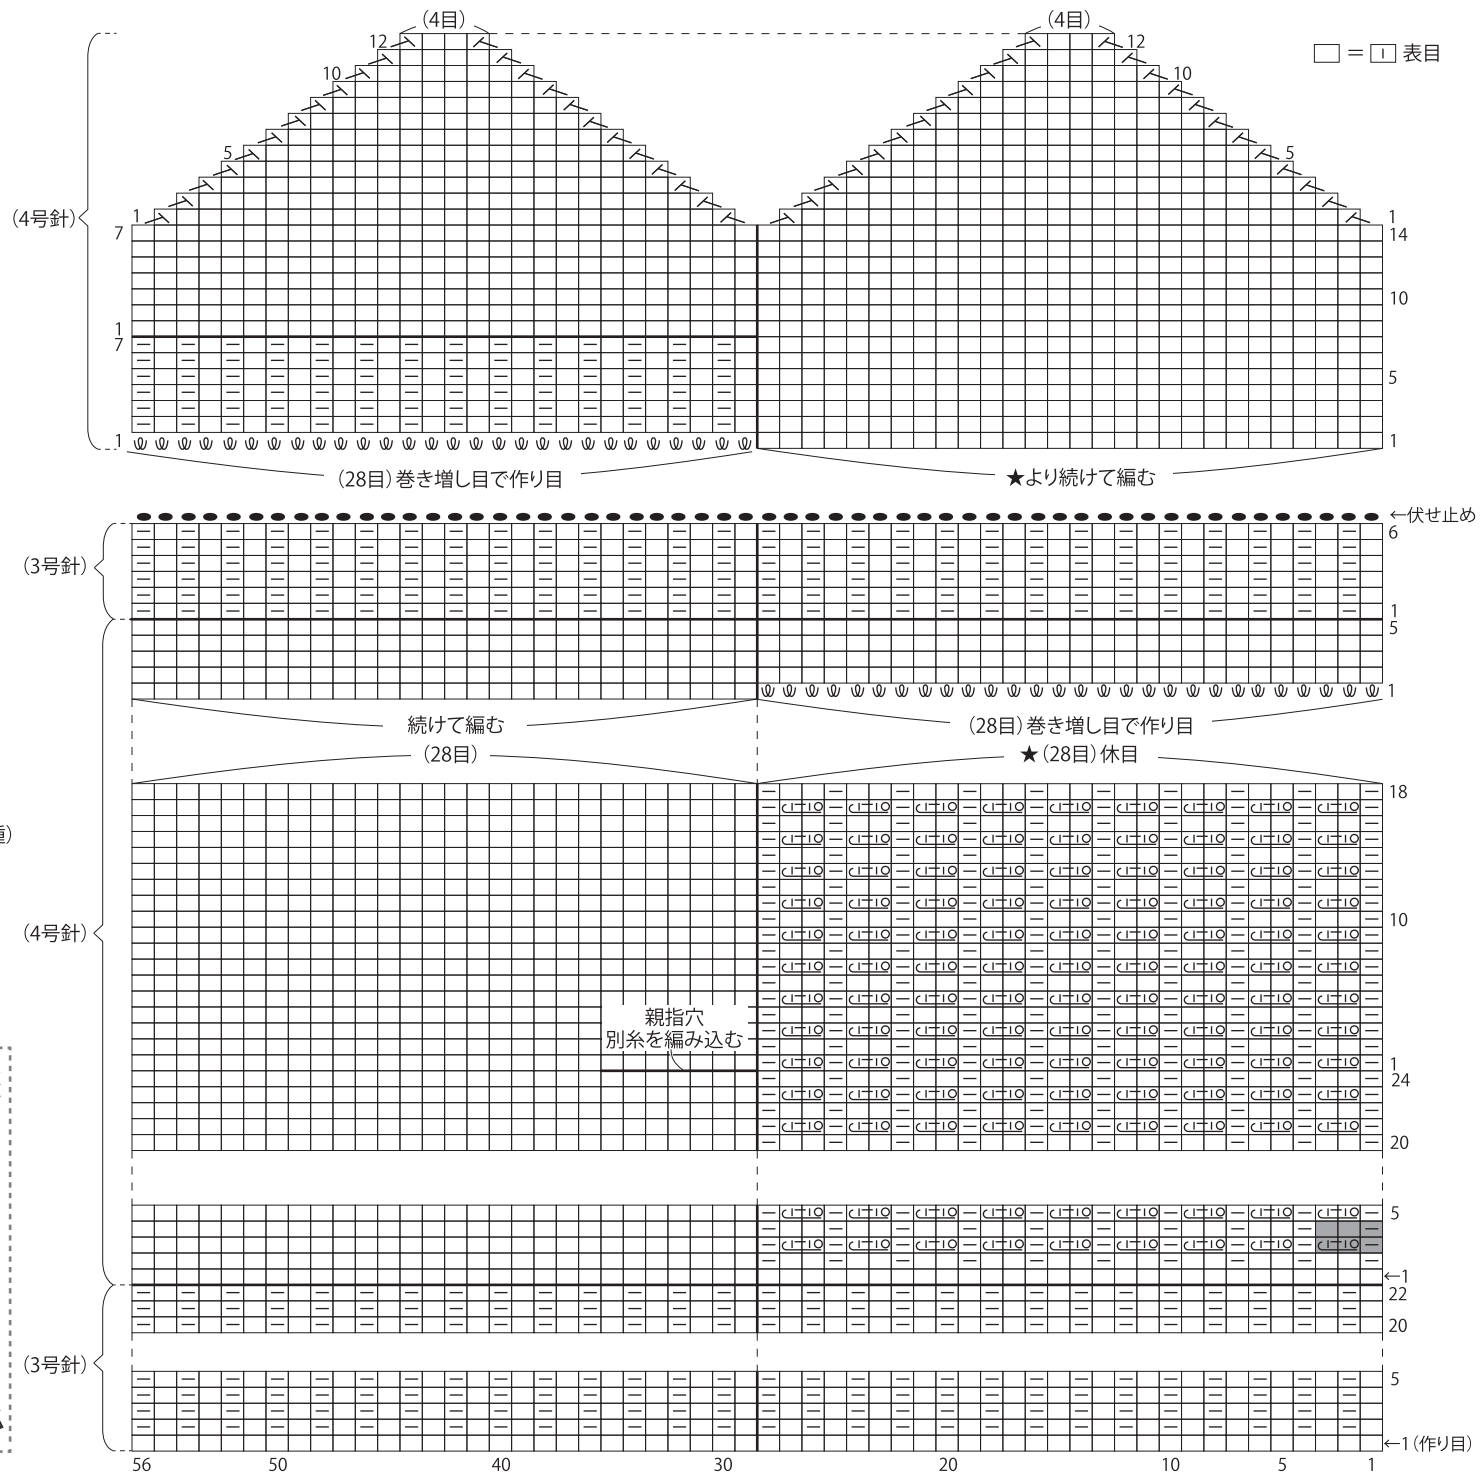 (4目)
(4目)
12
12
□ = | 表目
10
10
5
5
(4号針)
1
1
7
14
10
1
7
5
1
1
(28目)巻き増し目で作り目
★より続けて編む
←伏せ止め
6
(3号針)
1
5
1
続けて編む
(28目)巻き増し目で作り目
(28目)
★(28目)休目
18
10
(4号針)
親指穴
別糸を編み込む
1
24
20
5
←1
22
20
(3号針)
5
←1(作り目)
56 50 40 30 20 10 5 1